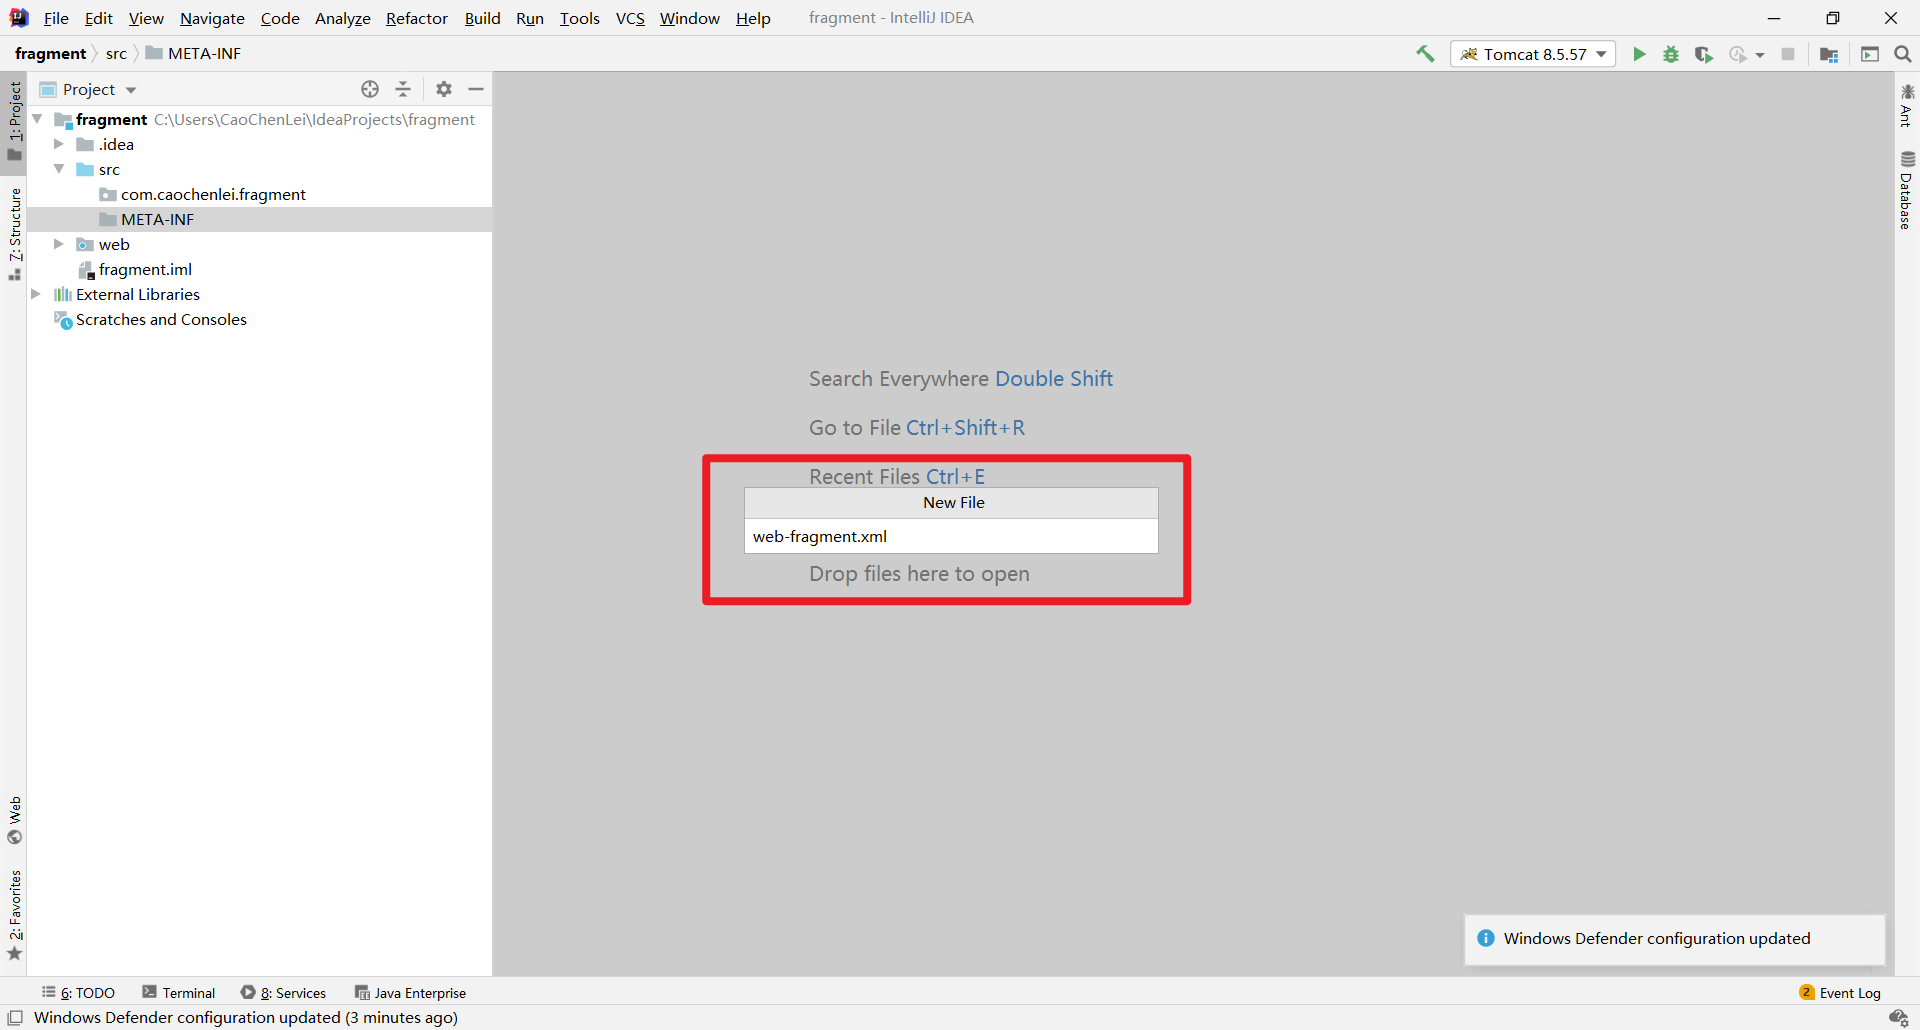 File Edit View Navigate Code Analyze Refactor Build Run Tools VCS Window Help fragment - IntelliJ IDEA
fragment src META-INF Tomcat 8.5.57
Project
fragment C:\Users\CaoChenLei\IdeaProjects\fragment
.idea
src
com.caochenlei.fragment
META-INF
web
fragment.iml
External Libraries
Scratches and Consoles
1: Project
7: Structure
Web
2: Favorites
Search Everywhere Double Shift
Go to File Ctrl+Shift+R
Recent Files Ctrl+E
New File
web-fragment.xml
Drop files here to open
Ant
Database
Windows Defender configuration updated
6: TODO Terminal 8: Services Java Enterprise 2 Event Log
Windows Defender configuration updated (3 minutes ago)